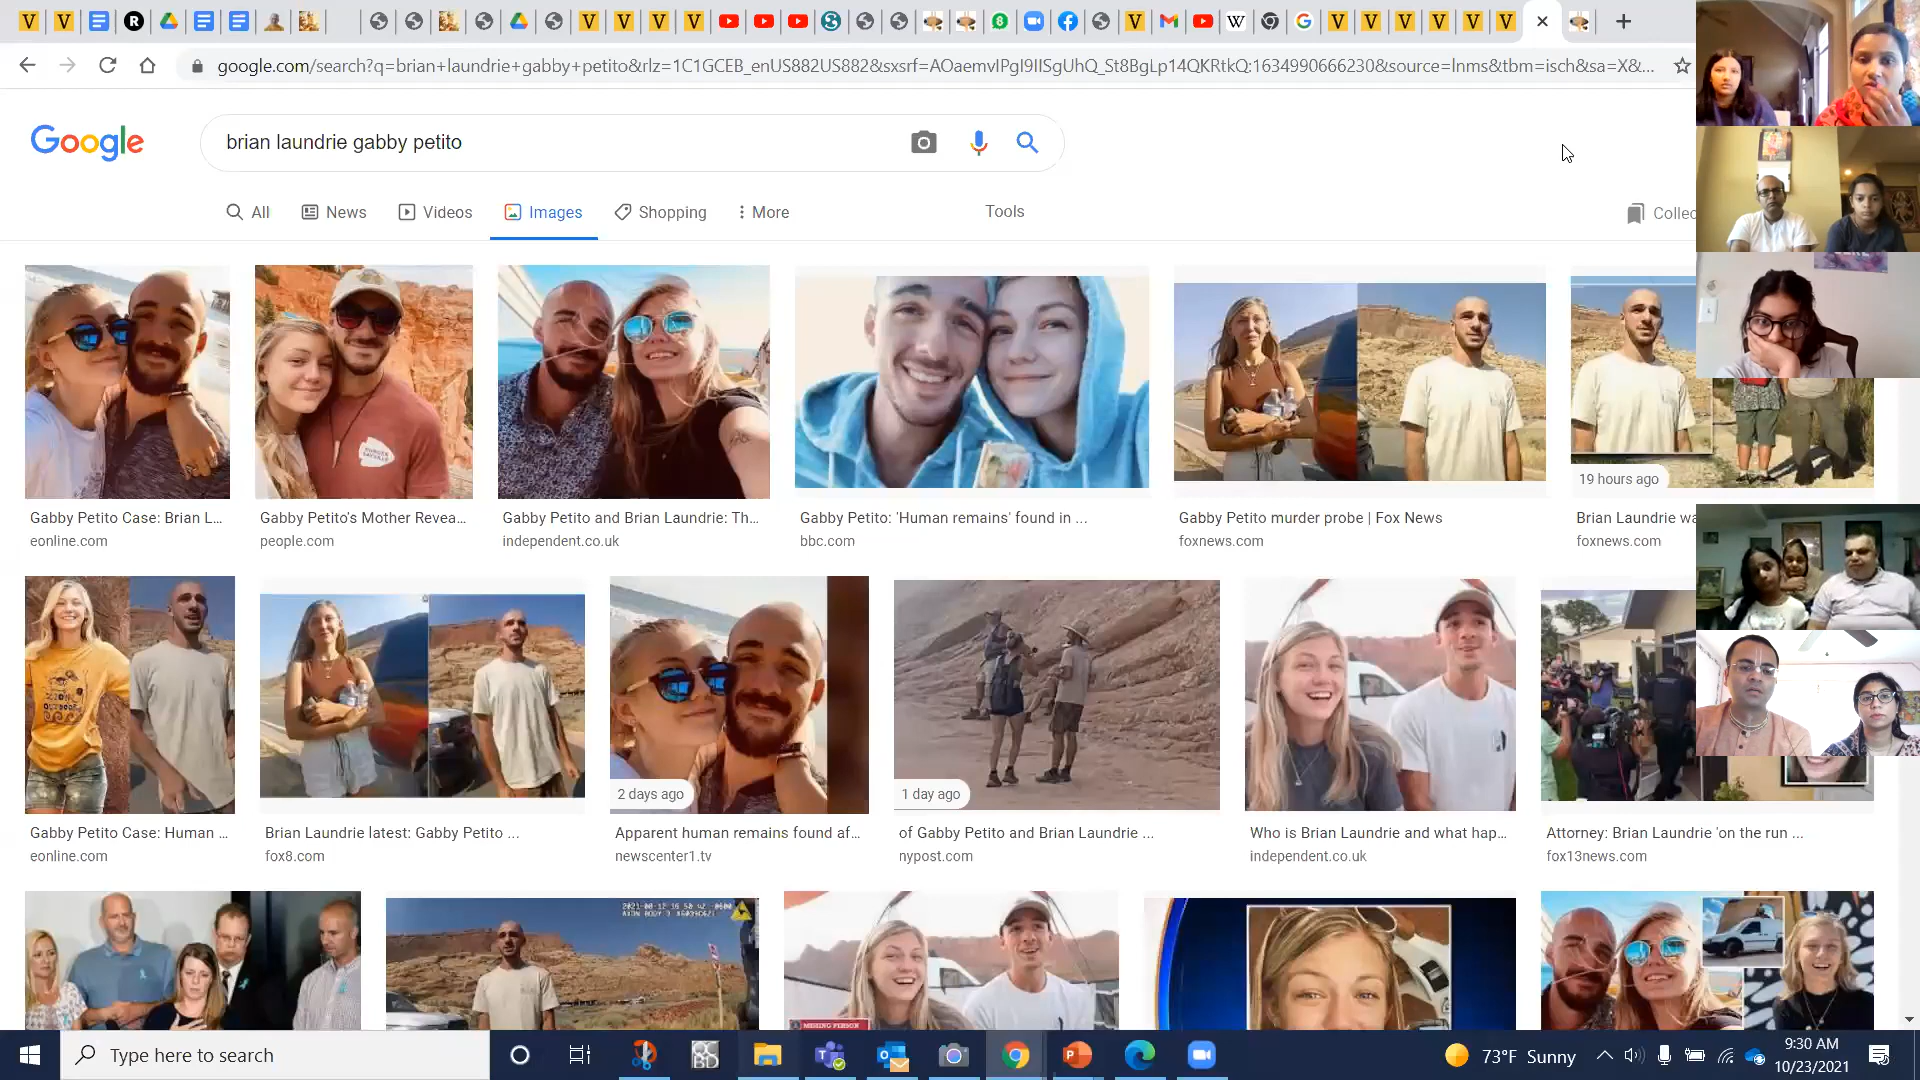 google.com/search?q=brian+laundrie+gabby+petito&rlz=1C1GCEB_enUS882US882&sxsrf=AOaemvIPgI9IISgUhQ_St8BgLp14QKRtkQ:1634990666230&source=lnms&tbm=isch&sa=X&...
Google
brian laundrie gabby petito
All
News
Videos
Images
Shopping
More
Tools
Collec
19 hours ago
Gabby Petito Case: Brian L...
eonline.com
Gabby Petito's Mother Revea...
people.com
Gabby Petito and Brian Laundrie: Th...
independent.co.uk
Gabby Petito: 'Human remains' found in ...
bbc.com
Gabby Petito murder probe | Fox News
foxnews.com
Brian Laundrie wa
foxnews.com
2 days ago
1 day ago
Gabby Petito Case: Human ...
eonline.com
Brian Laundrie latest: Gabby Petito ...
fox8.com
Apparent human remains found af...
newscenter1.tv
of Gabby Petito and Brian Laundrie ...
nypost.com
Who is Brian Laundrie and what hap...
independent.co.uk
Attorney: Brian Laundrie 'on the run ...
fox13news.com
MISSING PERSON
Type here to search
73°F Sunny
9:30 AM
10/23/2021